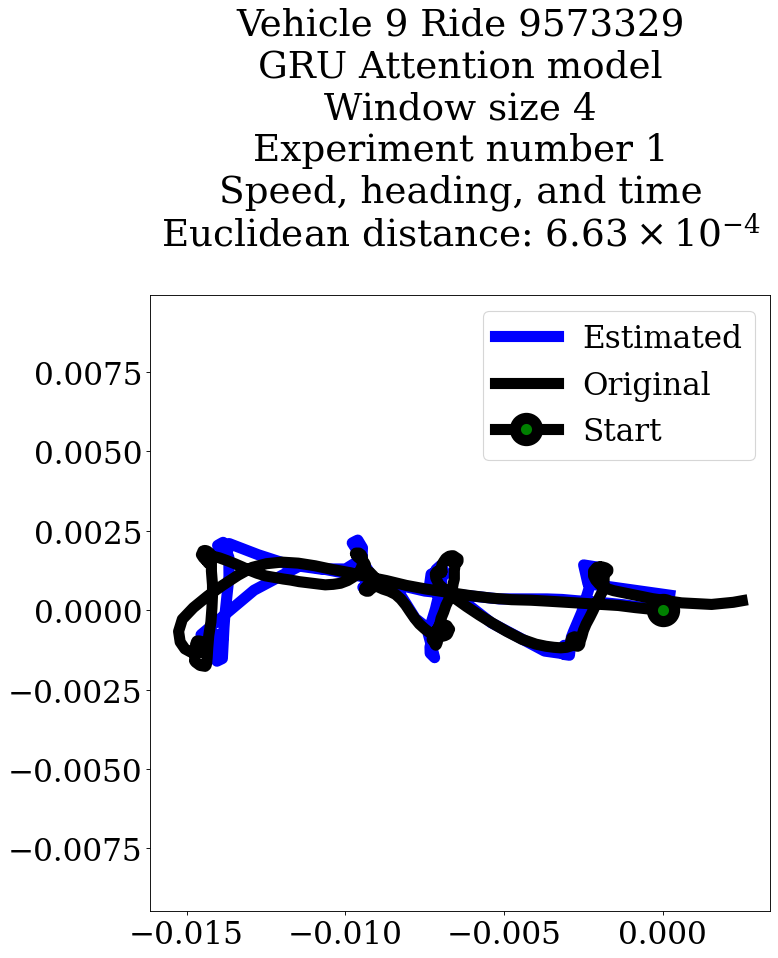 Vehicle 9 Ride 9573329
GRU Attention model
Window size 4
Experiment number 1
Speed, heading, and time
Euclidean distance: 6.63 × 10⁻⁴
Estimated
Original
Start
0.0075
0.0050
0.0025
0.0000
−0.0025
−0.0050
−0.0075
−0.015
−0.010
−0.005
0.000